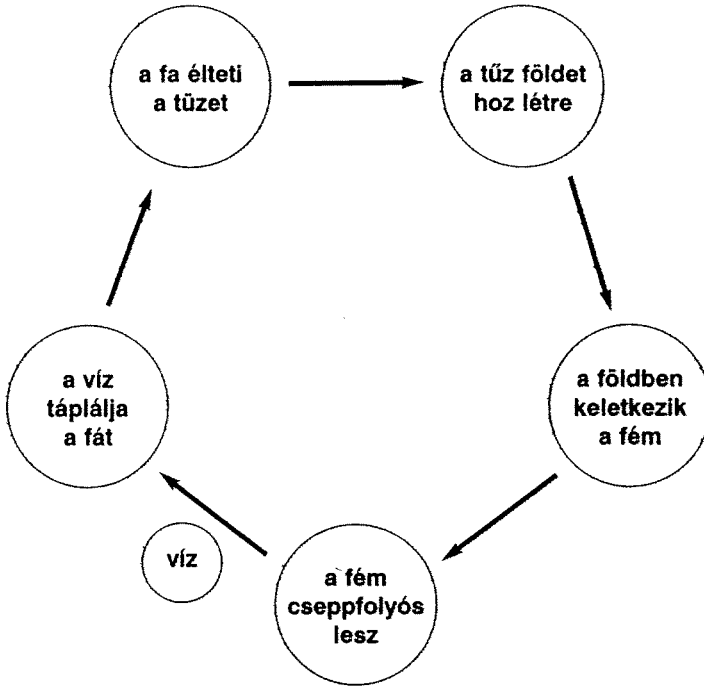 a fa élteti
a tüzet
a tűz földet
hoz létre
a földben
keletkezik
a fém
a fém
cseppfolyós
lesz
víz
a víz
táplálja
a fát